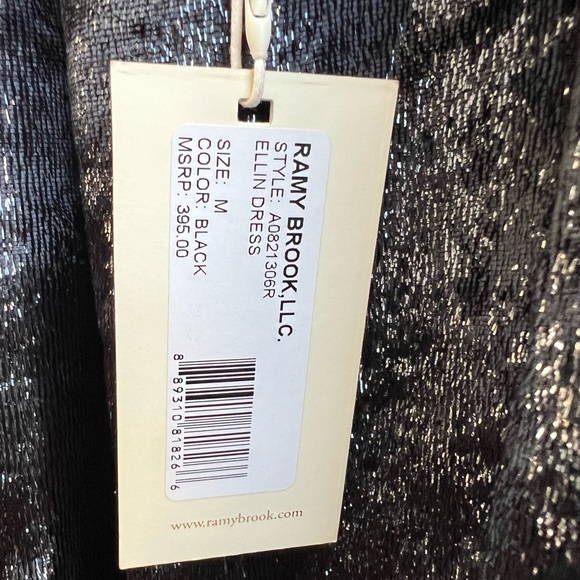 RAMY BROOK,LLC.
STYLE: A0821306R
ELLIN DRESS
SIZE: M
COLOR: BLACK
MSRP: 395.00
8 89310 81826 6
www.ramybrook.com